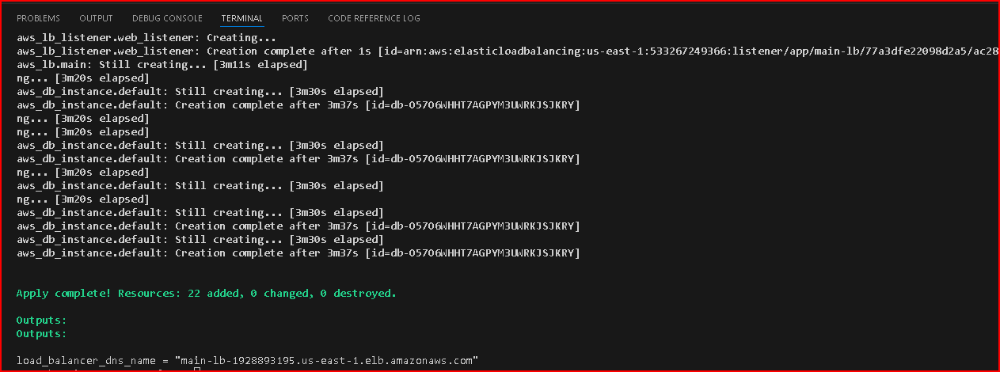 PROBLEMS OUTPUT DEBUG CONSOLE TERMINAL PORTS CODE REFERENCE LOG
aws_lb_listener.web_listener: Creating...
aws_lb_listener.web_listener: Creation complete after 1s [id=arn:aws:elasticloadbalancing:us-east-1:533267249366:listener/app/main-lb/77a3dfe22098d2a5/ac28
aws_lb.main: Still creating... [3m11s elapsed]
ng... [3m20s elapsed]
aws_db_instance.default: Still creating... [3m30s elapsed]
aws_db_instance.default: Creation complete after 3m37s [id=db-O57O6WHHT7AGPYM3UWRKJSJKRY]
ng... [3m20s elapsed]
ng... [3m20s elapsed]
aws_db_instance.default: Still creating... [3m30s elapsed]
aws_db_instance.default: Creation complete after 3m37s [id=db-O57O6WHHT7AGPYM3UWRKJSJKRY]
ng... [3m20s elapsed]
aws_db_instance.default: Still creating... [3m30s elapsed]
ng... [3m20s elapsed]
aws_db_instance.default: Still creating... [3m30s elapsed]
aws_db_instance.default: Creation complete after 3m37s [id=db-O57O6WHHT7AGPYM3UWRKJSJKRY]
aws_db_instance.default: Still creating... [3m30s elapsed]
aws_db_instance.default: Creation complete after 3m37s [id=db-O57O6WHHT7AGPYM3UWRKJSJKRY]
Apply complete! Resources: 22 added, 0 changed, 0 destroyed.
Outputs:
Outputs:
load_balancer_dns_name = "main-lb-1928893195.us-east-1.elb.amazonaws.com"